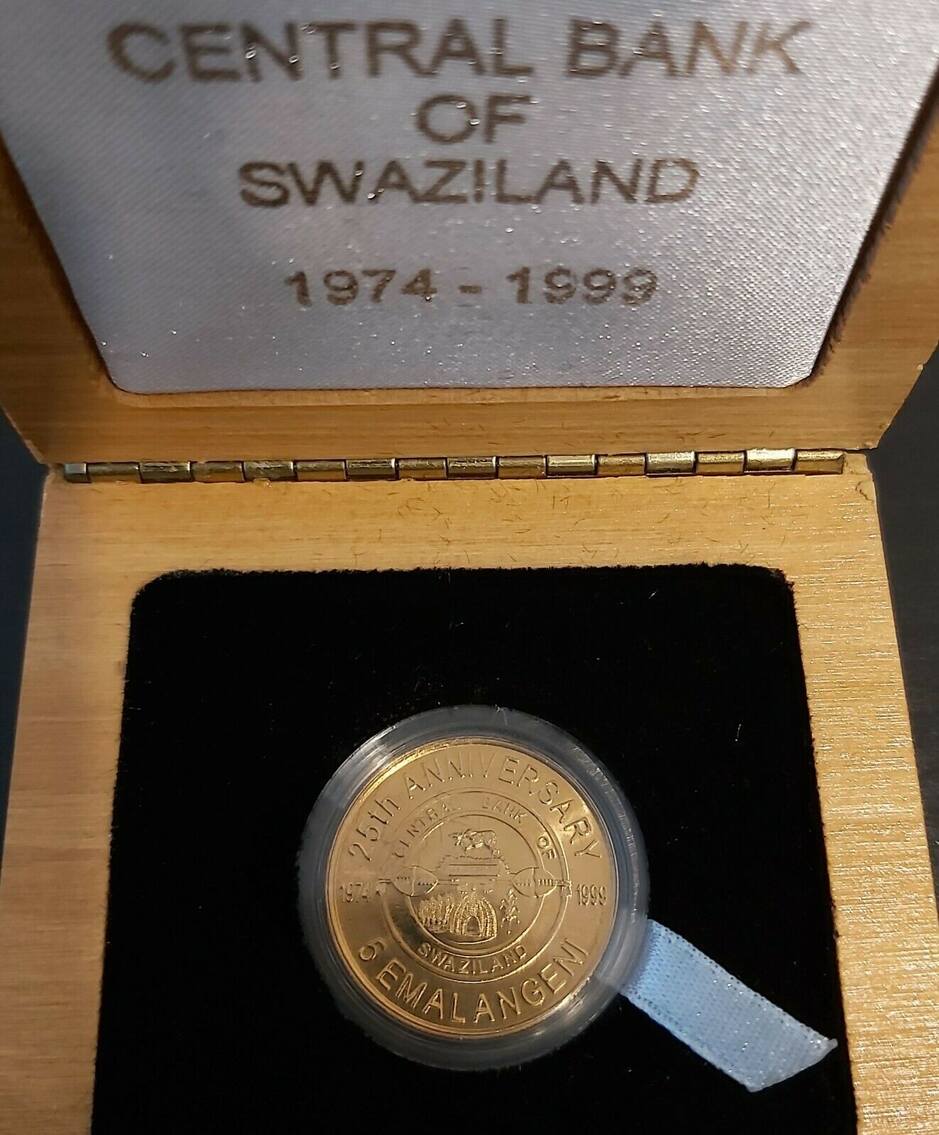 CENTRAL BANK
OF
SWAZILAND
1974 - 1999
25th ANNIVERSARY
CENTRAL BANK OF
1974
1999
SWAZILAND
5 EMALANGENI